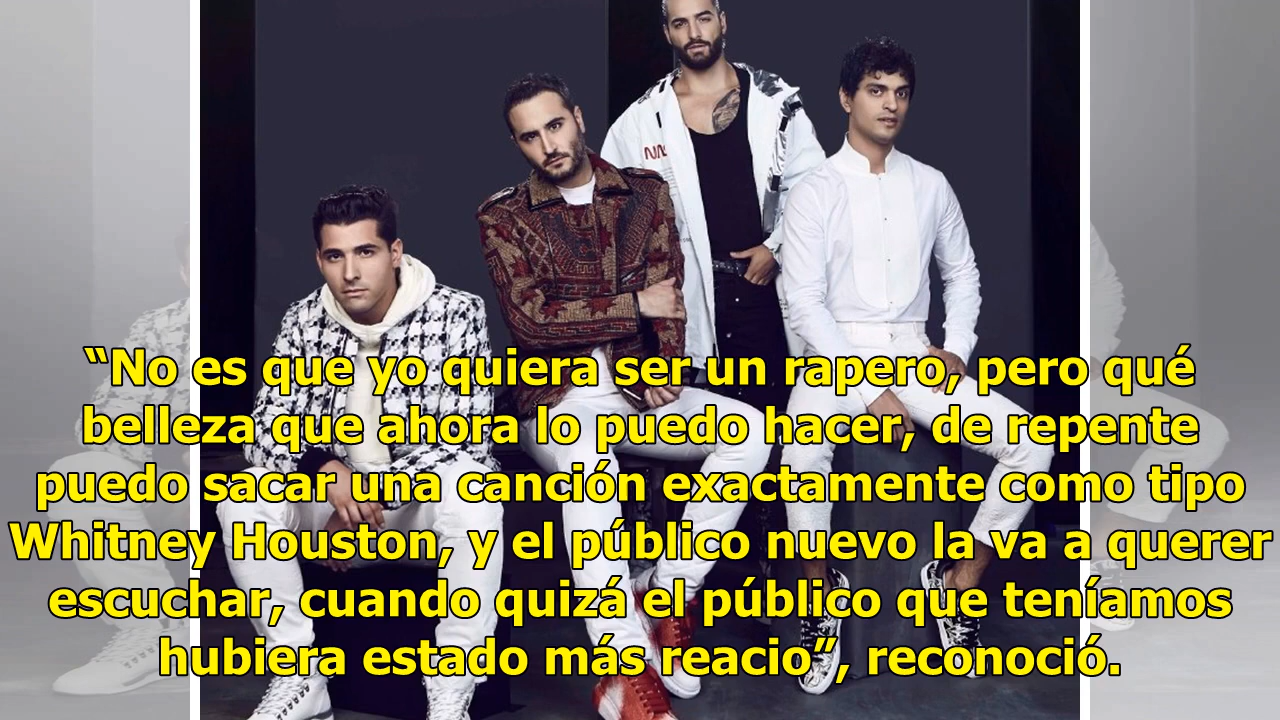 “No es que yo quiera ser un rapero, pero qué
belleza que ahora lo puedo hacer, de repente
puedo sacar una canción exactamente como tipo
Whitney Houston, y el público nuevo la va a querer
escuchar, cuando quizá el público que teníamos
hubiera estado más reacio”, reconoció.